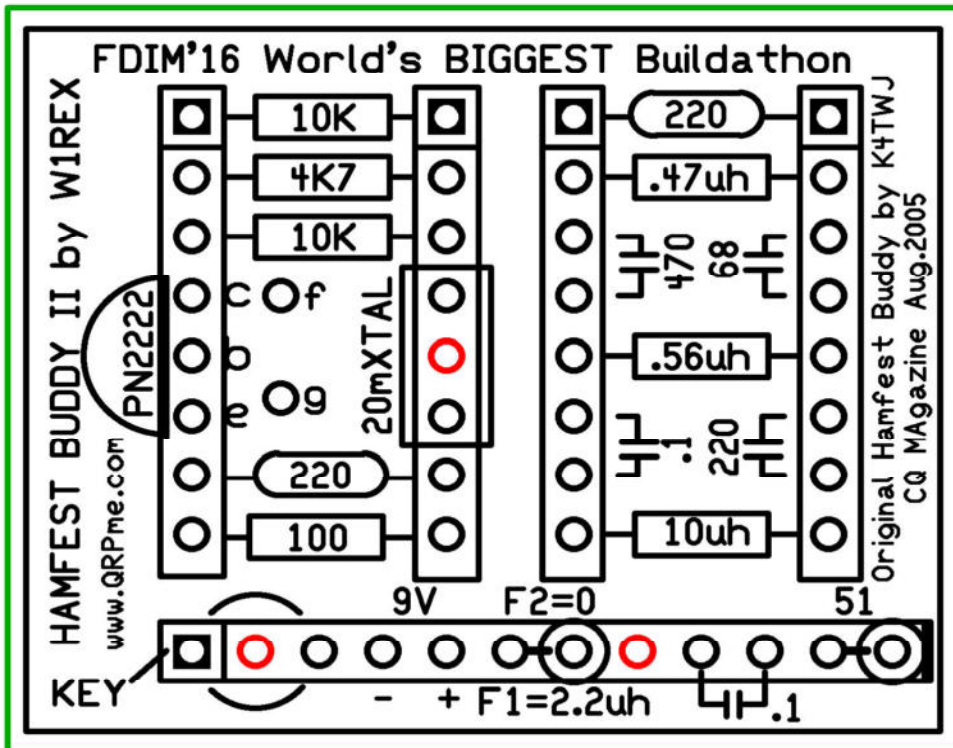 FDIM'16 World's BIGGEST Buildathon
HAMFEST BUDDY II by W1REX
www.QRPme.com
PN2222
10K
4K7
10K
c
f
b
e
g
20mXTAL
220
100
220
.47uh
470
68
.56uh
.1
220
10uh
Original Hamfest Buddy by K4TWJ
CQ MAgazine Aug.2005
9V
F2=0
51
KEY
-
+
F1=2.2uh
.1